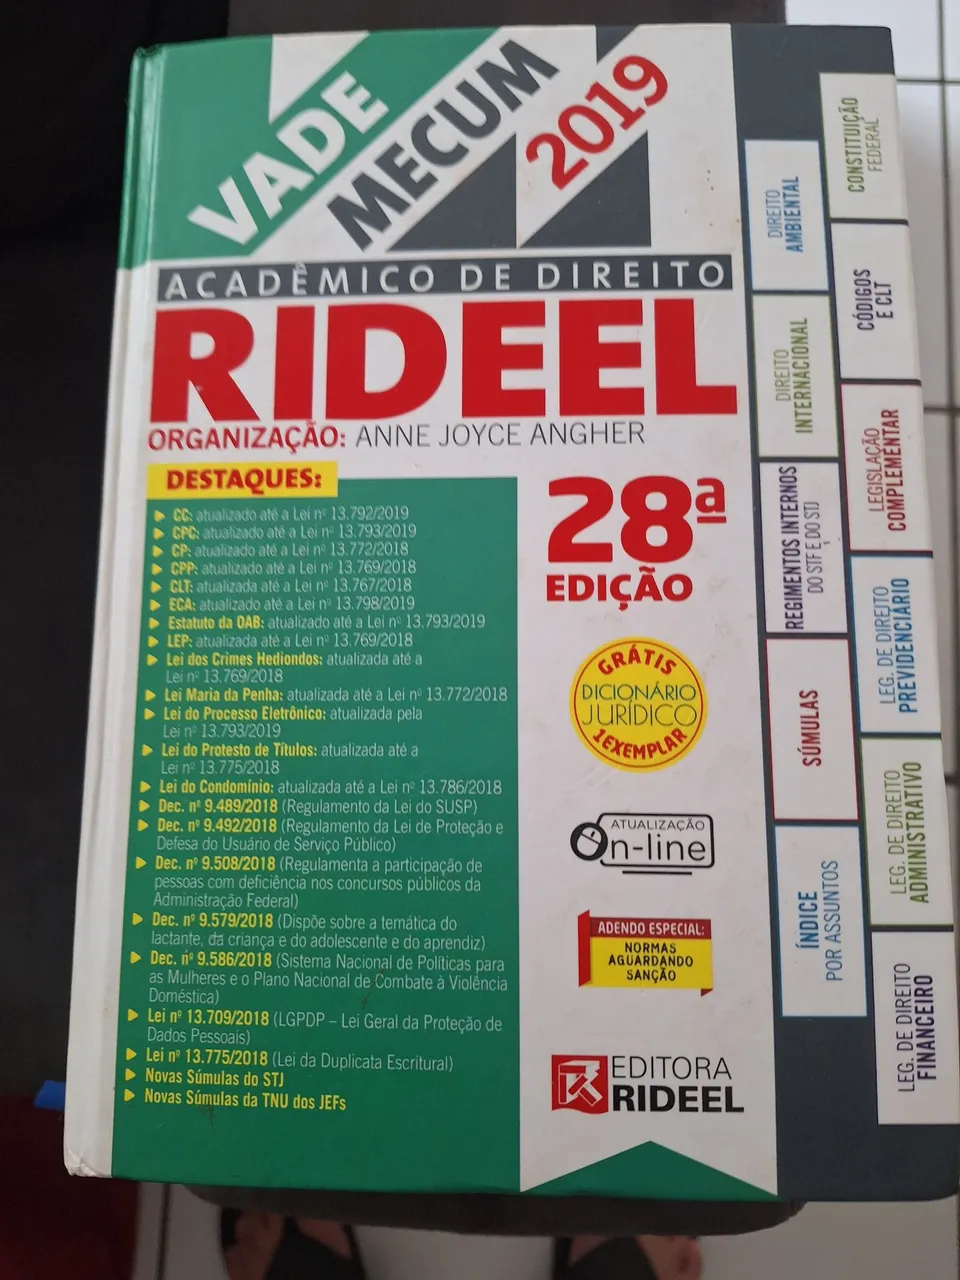 VADE
MECUM
2019
ACADÊMICO DE DIREITO
RIDEEL
ORGANIZAÇÃO: ANNE JOYCE ANGHER
DESTAQUES:
CC: atualizado até a Lei nº 13.792/2019
CPC: atualizado até a Lei nº 13.793/2019
CP: atualizado até a Lei nº 13.772/2018
CPP: atualizado até a Lei nº 13.769/2018
CLT: atualizada até a Lei nº 13.767/2018
ECA: atualizado até a Lei nº 13.798/2019
Estatuto da OAB: atualizado até a Lei nº 13.793/2019
LEP: atualizada até a Lei nº 13.769/2018
Lei dos Crimes Hediondos: atualizada até a
Lei nº 13.769/2018
Lei Maria da Penha: atualizada até a Lei nº 13.772/2018
Lei do Processo Eletrônico: atualizada pela
Lei nº 13.793/2019
Lei do Protesto de Títulos: atualizada até a
Lei nº 13.775/2018
Lei do Condomínio: atualizada até a Lei nº 13.786/2018
Dec. nº 9.489/2018 (Regulamento da Lei do SUSP)
Dec. nº 9.492/2018 (Regulamento da Lei de Proteção e
Defesa do Usuário de Serviço Público)
Dec. nº 9.508/2018 (Regulamenta a participação de
pessoas com deficiência nos concursos públicos da
Administração Federal)
Dec. nº 9.579/2018 (Dispõe sobre a temática do
lactante, da criança e do adolescente e do aprendiz)
Dec. nº 9.586/2018 (Sistema Nacional de Políticas para
as Mulheres e o Plano Nacional de Combate à Violência
Doméstica)
Lei nº 13.709/2018 (LGPDP – Lei Geral da Proteção de
Dados Pessoais)
Lei nº 13.775/2018 (Lei da Duplicata Escritural)
Novas Súmulas do STJ
Novas Súmulas da TNU dos JEFs
28ª
EDIÇÃO
GRÁTIS
DICIONÁRIO
JURÍDICO
1 EXEMPLAR
ATUALIZAÇÃO
On-line
ADENDO ESPECIAL:
NORMAS
AGUARDANDO
SANÇÃO
EDITORA
RIDEEL
DIREITO
AMBIENTAL
DIREITO
INTERNACIONAL
REGIMENTOS INTERNOS
DO STF E DO STJ
SÚMULAS
ÍNDICE
POR ASSUNTOS
CONSTITUIÇÃO
FEDERAL
CÓDIGOS
E CLT
LEGISLAÇÃO
COMPLEMENTAR
LEG. DE DIREITO
PREVIDENCIÁRIO
LEG. DE DIREITO
ADMINISTRATIVO
LEG. DE DIREITO
FINANCEIRO